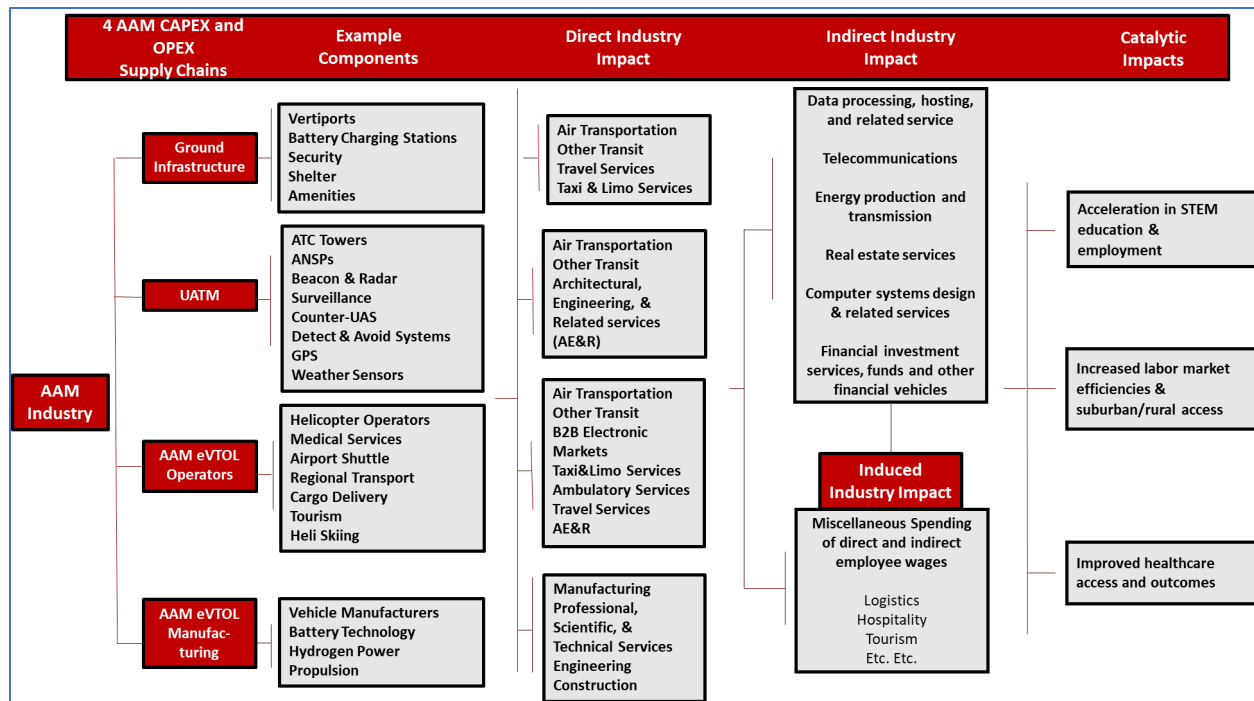 4 AAM CAPEX and
OPEX
Supply Chains
Example
Components
Direct Industry
Impact
Indirect Industry
Impact
Catalytic
Impacts
AAM
Industry
Ground
Infrastructure
UATM
AAM eVTOL
Operators
AAM eVTOL
Manufac-
turing
Vertiports
Battery Charging Stations
Security
Shelter
Amenities
ATC Towers
ANSPs
Beacon & Radar
Surveillance
Counter-UAS
Detect & Avoid Systems
GPS
Weather Sensors
Helicopter Operators
Medical Services
Airport Shuttle
Regional Transport
Cargo Delivery
Tourism
Heli Skiing
Vehicle Manufacturers
Battery Technology
Hydrogen Power
Propulsion
Air Transportation
Other Transit
Travel Services
Taxi & Limo Services
Air Transportation
Other Transit
Architectural,
Engineering, &
Related services
(AE&R)
Air Transportation
Other Transit
B2B Electronic
Markets
Taxi&Limo Services
Ambulatory Services
Travel Services
AE&R
Manufacturing
Professional,
Scientific, &
Technical Services
Engineering
Construction
Data processing, hosting,
and related service
Telecommunications
Energy production and
transmission
Real estate services
Computer systems design
& related services
Financial investment
services, funds and other
financial vehicles
Induced
Industry Impact
Miscellaneous Spending
of direct and indirect
employee wages
Logistics
Hospitality
Tourism
Etc. Etc.
Acceleration in STEM
education &
employment
Increased labor market
efficiencies &
suburban/rural access
Improved healthcare
access and outcomes